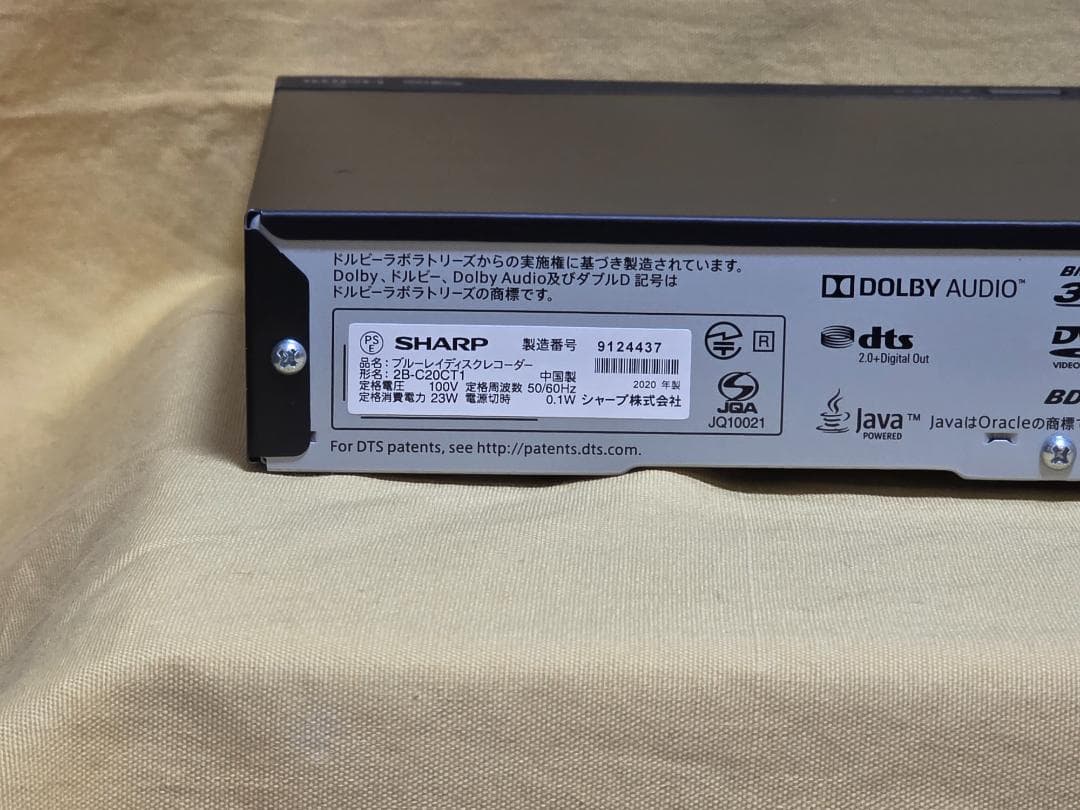 ドルビーラボラトリーズからの実施権に基づき製造されています。
Dolby、ドルビー、Dolby Audio及びダブルD 記号は
ドルビーラボラトリーズの商標です。
PS
E
SHARP 製造番号 9124437
品名：ブルーレイディスクレコーダー
形名：2B-C20CT1 中国製
2020 年製
定格電圧 100V 定格周波数 50/60Hz
定格消費電力 23W 電源切時 0.1W シャープ株式会社
R
JQA
JQ10021
For DTS patents, see http://patents.dts.com.
DOLBY AUDIO™
dts
2.0+Digital Out
Java™
POWERED
JavaはOracleの商標
VIDEO
BD